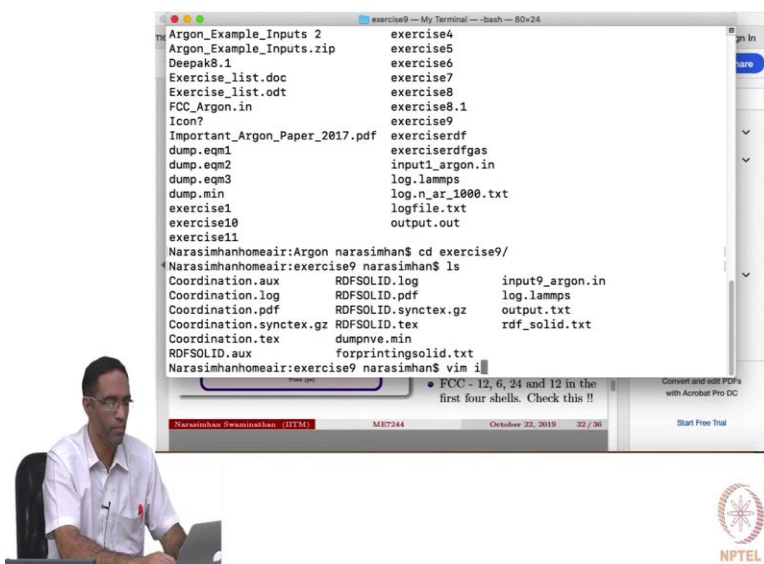 exercise9 — My Terminal — -bash — 80×24
gn In
Argon_Example_Inputs 2 exercise4
Argon_Example_Inputs.zip exercise5
hare
Deepak8.1 exercise6
Exercise_list.doc exercise7
Exercise_list.odt exercise8
FCC_Argon.in exercise8.1
Icon? exercise9
Important_Argon_Paper_2017.pdf exerciserdf
dump.eqm1 exerciserdfgas
dump.eqm2 input1_argon.in
dump.eqm3 log.lammps
dump.min log.n_ar_1000.txt
exercise1 logfile.txt
exercise10 output.out
exercise11
Narasimhanhomeair:Argon narasimhan$ cd exercise9/
Narasimhanhomeair:exercise9 narasimhan$ ls
Coordination.aux RDFSOLID.log input9_argon.in
Coordination.log RDFSOLID.pdf log.lammps
Coordination.pdf RDFSOLID.synctex.gz output.txt
Coordination.synctex.gz RDFSOLID.tex rdf_solid.txt
Coordination.tex dumpnve.min
RDFSOLID.aux forprintingsolid.txt
Narasimhanhomeair:exercise9 narasimhan$ vim i
Time (ps)
• FCC - 12, 6, 24 and 12 in the
first four shells. Check this !!
Convert and edit PDFs
with Acrobat Pro DC
Start Free Trial
Narasimhan Swaminathan (IITM) ME7244 October 22, 2019 32 / 36
NPTEL